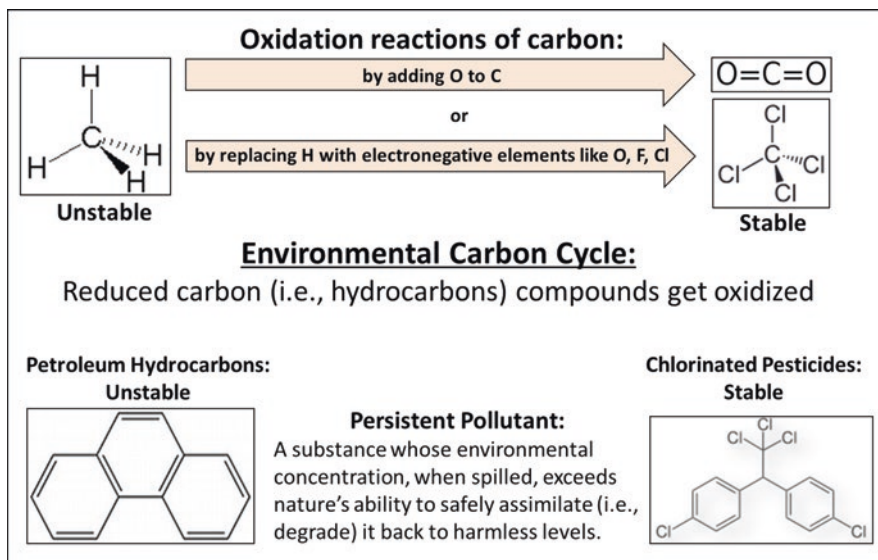 Oxidation reactions of carbon:
by adding O to C
or
by replacing H with electronegative elements like O, F, Cl
H
C
H
H
H
Unstable
O=C=O
Cl
C
Cl
Cl
Cl
Stable
Environmental Carbon Cycle:
Reduced carbon (i.e., hydrocarbons) compounds get oxidized
Petroleum Hydrocarbons:
Unstable
Persistent Pollutant:
A substance whose environmental
concentration, when spilled, exceeds
nature's ability to safely assimilate (i.e.,
degrade) it back to harmless levels.
Chlorinated Pesticides:
Stable
Cl
Cl
Cl
Cl
Cl